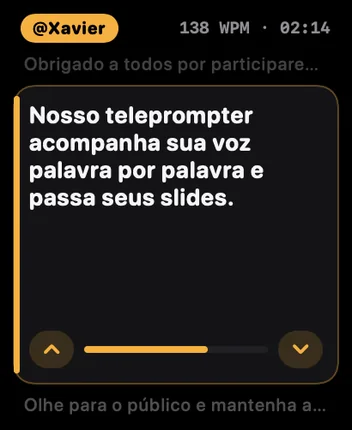 @Xavier
138 WPM · 02:14
Obrigado a todos por participare...
Nosso teleprompter
acompanha sua voz
palavra por palavra e
passa seus slides.
Olhe para o público e mantenha a...